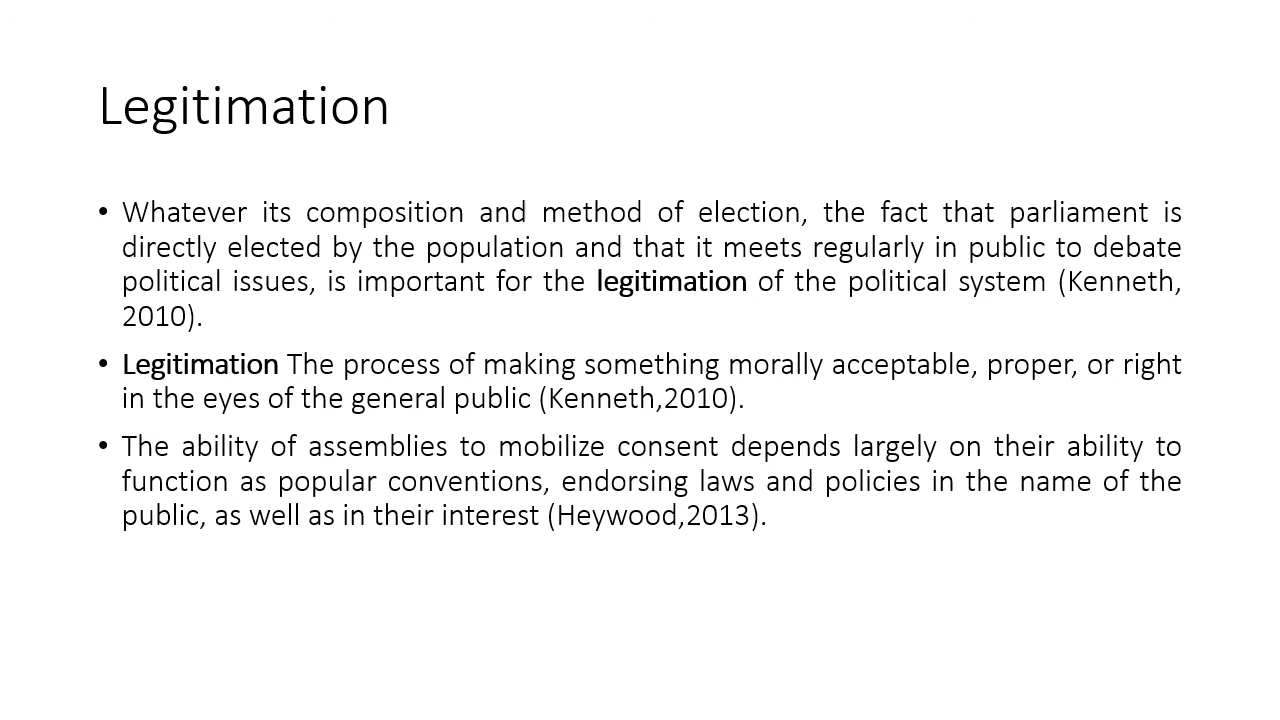 Legitimation
• Whatever its composition and method of election, the fact that parliament is
directly elected by the population and that it meets regularly in public to debate
political issues, is important for the legitimation of the political system (Kenneth,
2010).
• Legitimation The process of making something morally acceptable, proper, or right
in the eyes of the general public (Kenneth,2010).
• The ability of assemblies to mobilize consent depends largely on their ability to
function as popular conventions, endorsing laws and policies in the name of the
public, as well as in their interest (Heywood,2013).